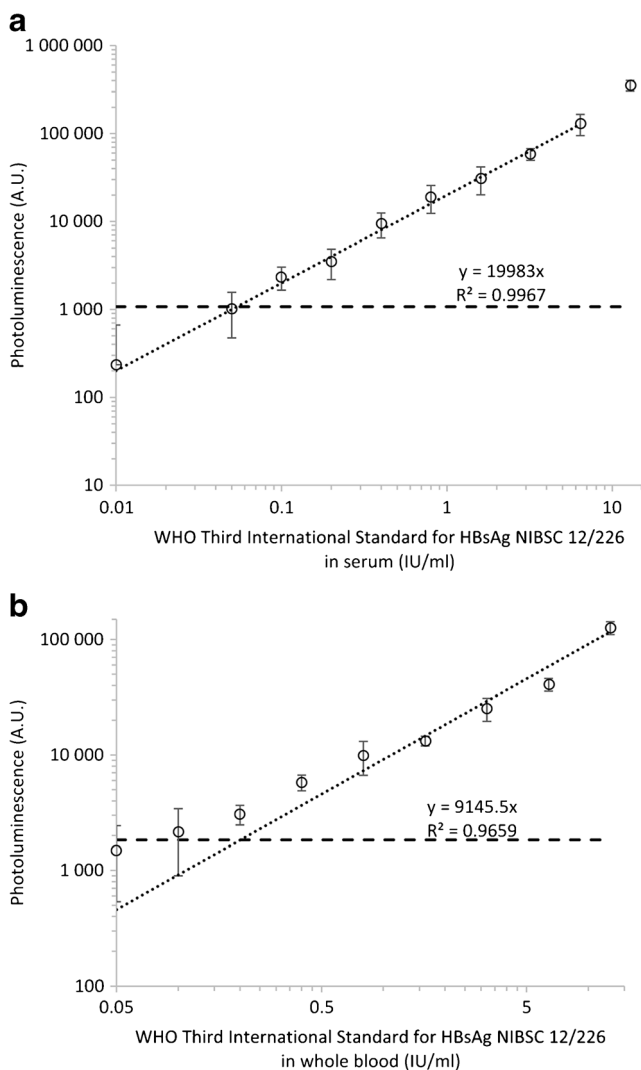 a
1 000 000
100 000
10 000
1 000
100
10
Photoluminescence (A.U.)
y = 19983x
R² = 0.9967
0.01 0.1 1 10
WHO Third International Standard for HBsAg NIBSC 12/226
in serum (IU/ml)
b
100 000
10 000
1 000
100
Photoluminescence (A.U.)
y = 9145.5x
R² = 0.9659
0.05 0.5 5
WHO Third International Standard for HBsAg NIBSC 12/226
in whole blood (IU/ml)